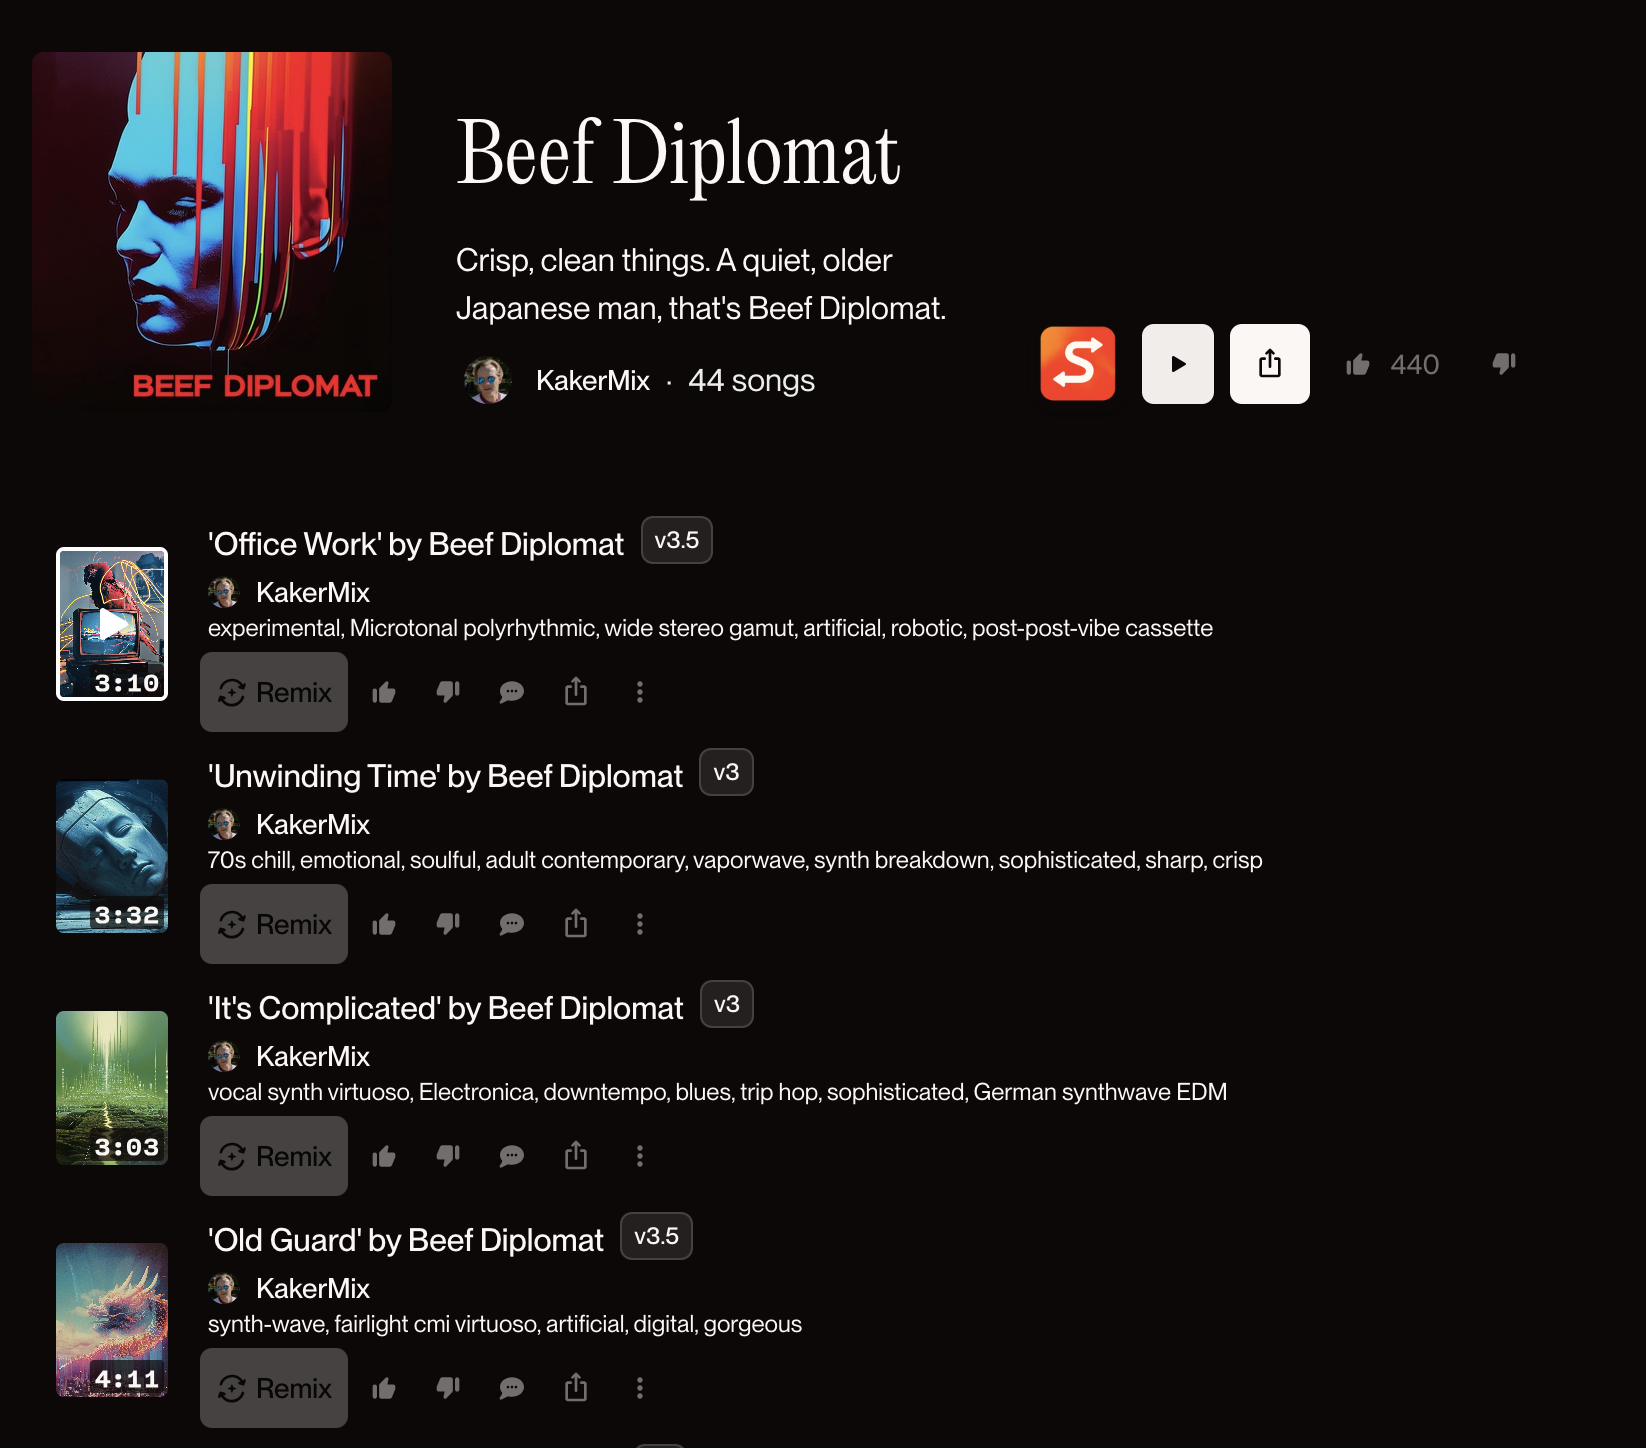 BEEF DIPLOMAT
Beef Diplomat
Crisp, clean things. A quiet, older
Japanese man, that's Beef Diplomat.
KakerMix · 44 songs
440
'Office Work' by Beef Diplomat v3.5
KakerMix
experimental, Microtonal polyrhythmic, wide stereo gamut, artificial, robotic, post-post-vibe cassette
3:10
Remix
'Unwinding Time' by Beef Diplomat v3
KakerMix
70s chill, emotional, soulful, adult contemporary, vaporwave, synth breakdown, sophisticated, sharp, crisp
3:32
Remix
'It's Complicated' by Beef Diplomat v3
KakerMix
vocal synth virtuoso, Electronica, downtempo, blues, trip hop, sophisticated, German synthwave EDM
3:03
Remix
'Old Guard' by Beef Diplomat v3.5
KakerMix
synth-wave, fairlight cmi virtuoso, artificial, digital, gorgeous
4:11
Remix